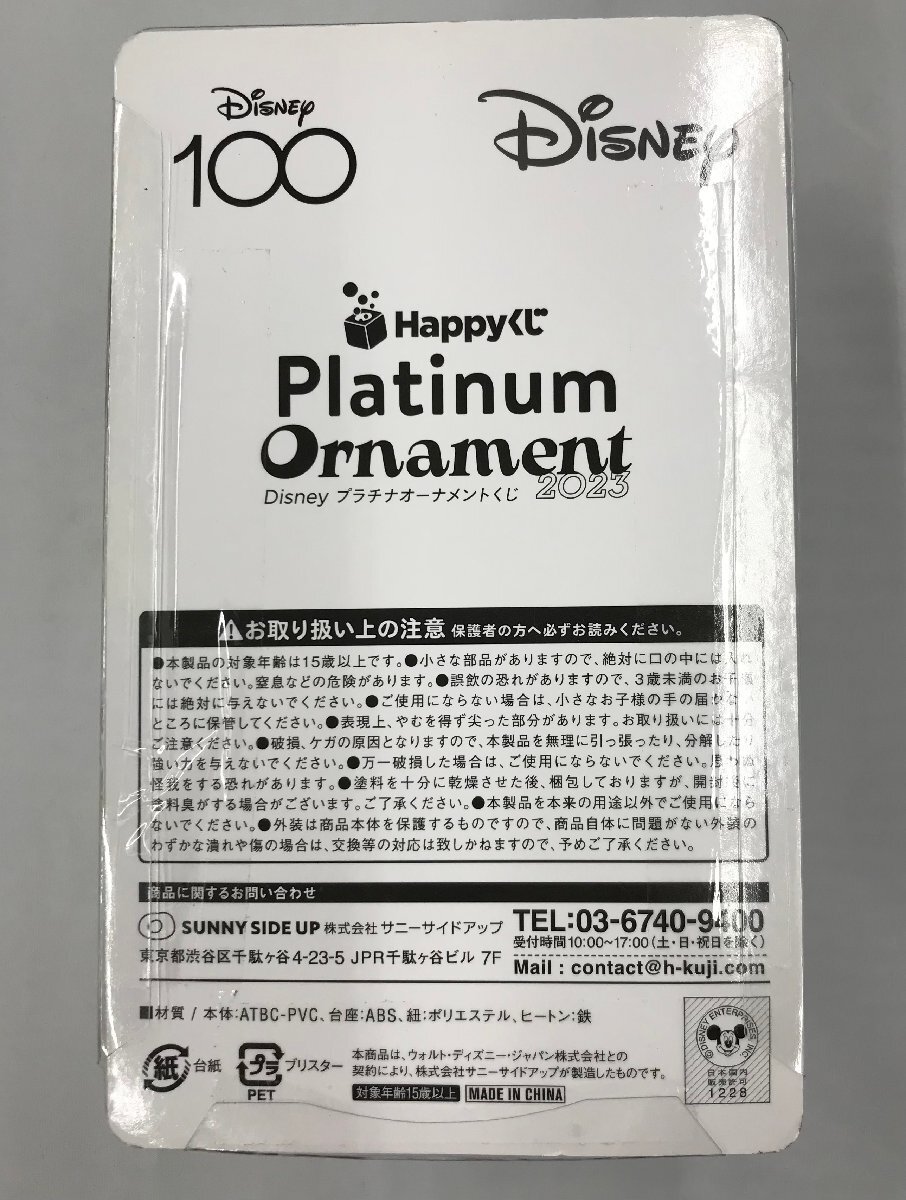 Disney
100
Disney
Happyくじ
Platinum
Ornament
2023
Disney プラチナオーナメントくじ
お取り扱い上の注意 保護者の方へ必ずお読みください。
●本製品の対象年齢は15歳以上です。●小さな部品がありますので、絶対に口の中には入れ
ないでください。窒息などの危険があります。●誤飲の恐れがありますので、3歳未満のお子様
には絶対に与えないでください。●ご使用にならない場合は、小さなお子様の手の届かな
ところに保管してください。●表現上、やむを得ず尖った部分があります。お取り扱いには十分
ご注意ください。●破損、ケガの原因となりますので、本製品を無理に引っ張ったり、分解したり
強い力を与えないでください。●万一破損した場合は、ご使用にならないでください。思わぬ
怪我をする恐れがあります。●塗料を十分に乾燥させた後、梱包しておりますが、開封時に
塗料臭がする場合がございます。ご了承ください。●本製品を本来の用途以外でご使用になら
ないでください。●外装は商品本体を保護するものですので、商品自体に問題がない外装の
わずかな潰れや傷の場合は、交換等の対応は致しかねますので、予めご了承ください。
商品に関するお問い合わせ
SUNNY SIDE UP 株式会社 サニーサイドアップ
東京都渋谷区千駄ヶ谷4-23-5 JPR千駄ヶ谷ビル 7F
TEL:03-6740-9400
受付時間10:00~17:00(土・日・祝日を除く)
Mail : contact@h-kuji.com
■材質 / 本体:ATBC-PVC、台座:ABS、紐:ポリエステル、ヒートン:鉄
紙 台紙
プラ ブリスター
PET
本商品は、ウォルト・ディズニー・ジャパン株式会社との
契約により、株式会社サニーサイドアップが製造したものです。
対象年齢15歳以上 MADE IN CHINA
©DISNEY ENTERPRISES, INC.
日本国内
販売許可
1228